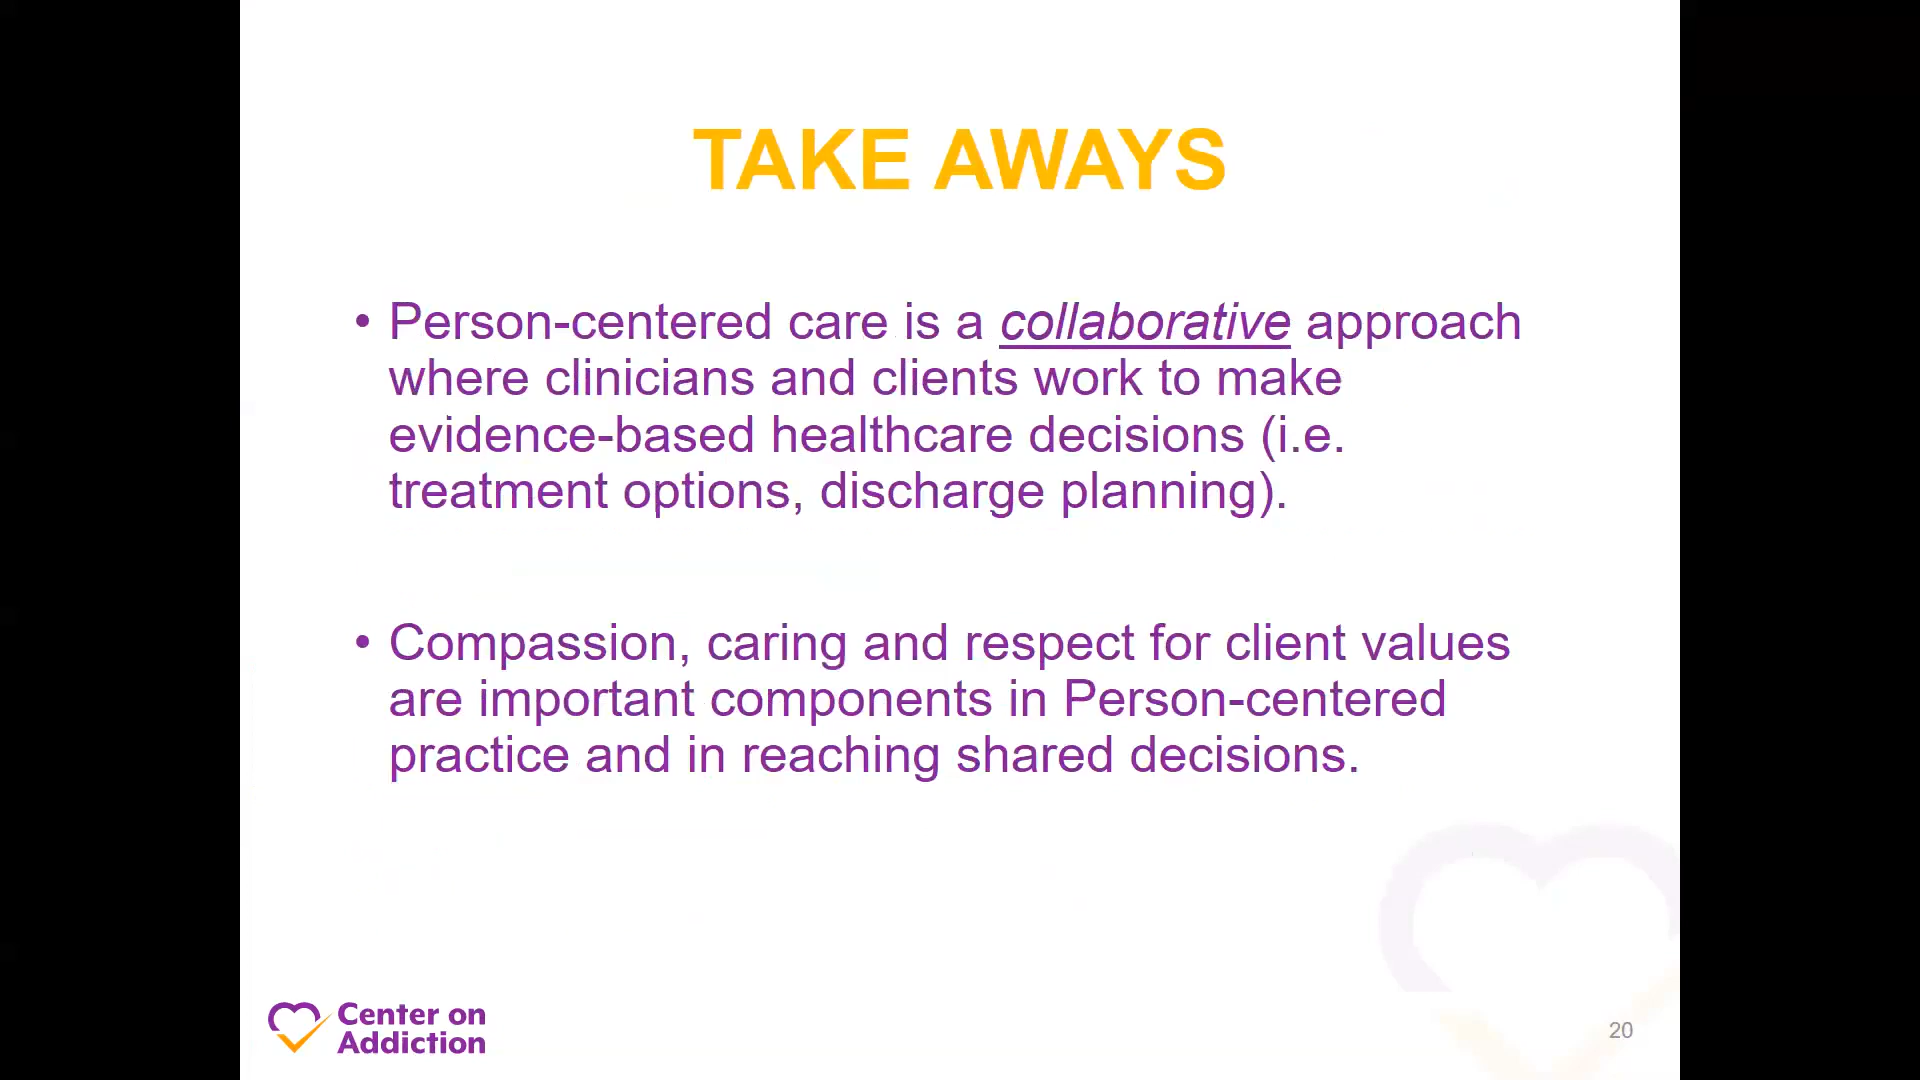 TAKE AWAYS
• Person-centered care is a collaborative approach
where clinicians and clients work to make
evidence-based healthcare decisions (i.e.
treatment options, discharge planning).
• Compassion, caring and respect for client values
are important components in Person-centered
practice and in reaching shared decisions.
Center on
Addiction
20